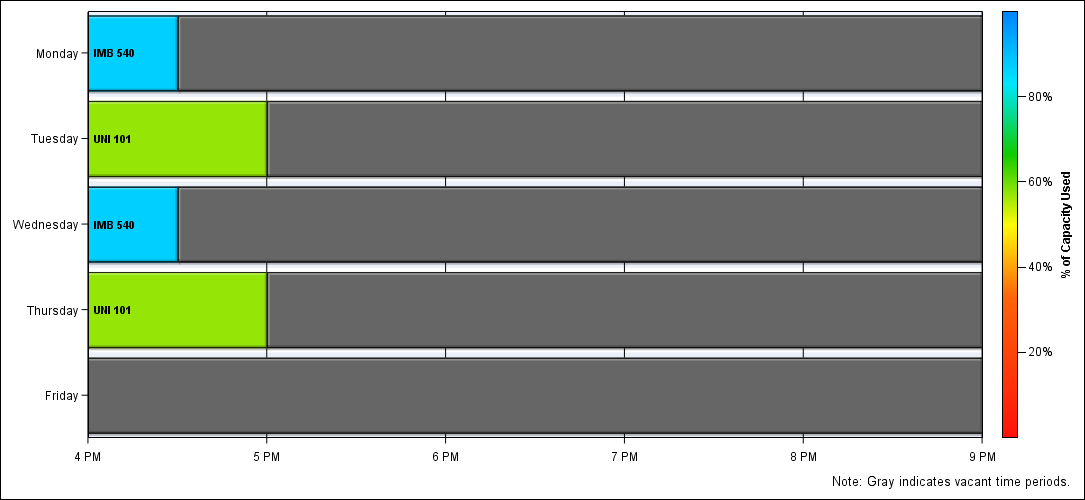 Monday
IMB 540
Tuesday
UNI 101
Wednesday
IMB 540
Thursday
UNI 101
Friday
4 PM
5 PM
6 PM
7 PM
8 PM
9 PM
80%
60%
40%
20%
% of Capacity Used
Note: Gray indicates vacant time periods.